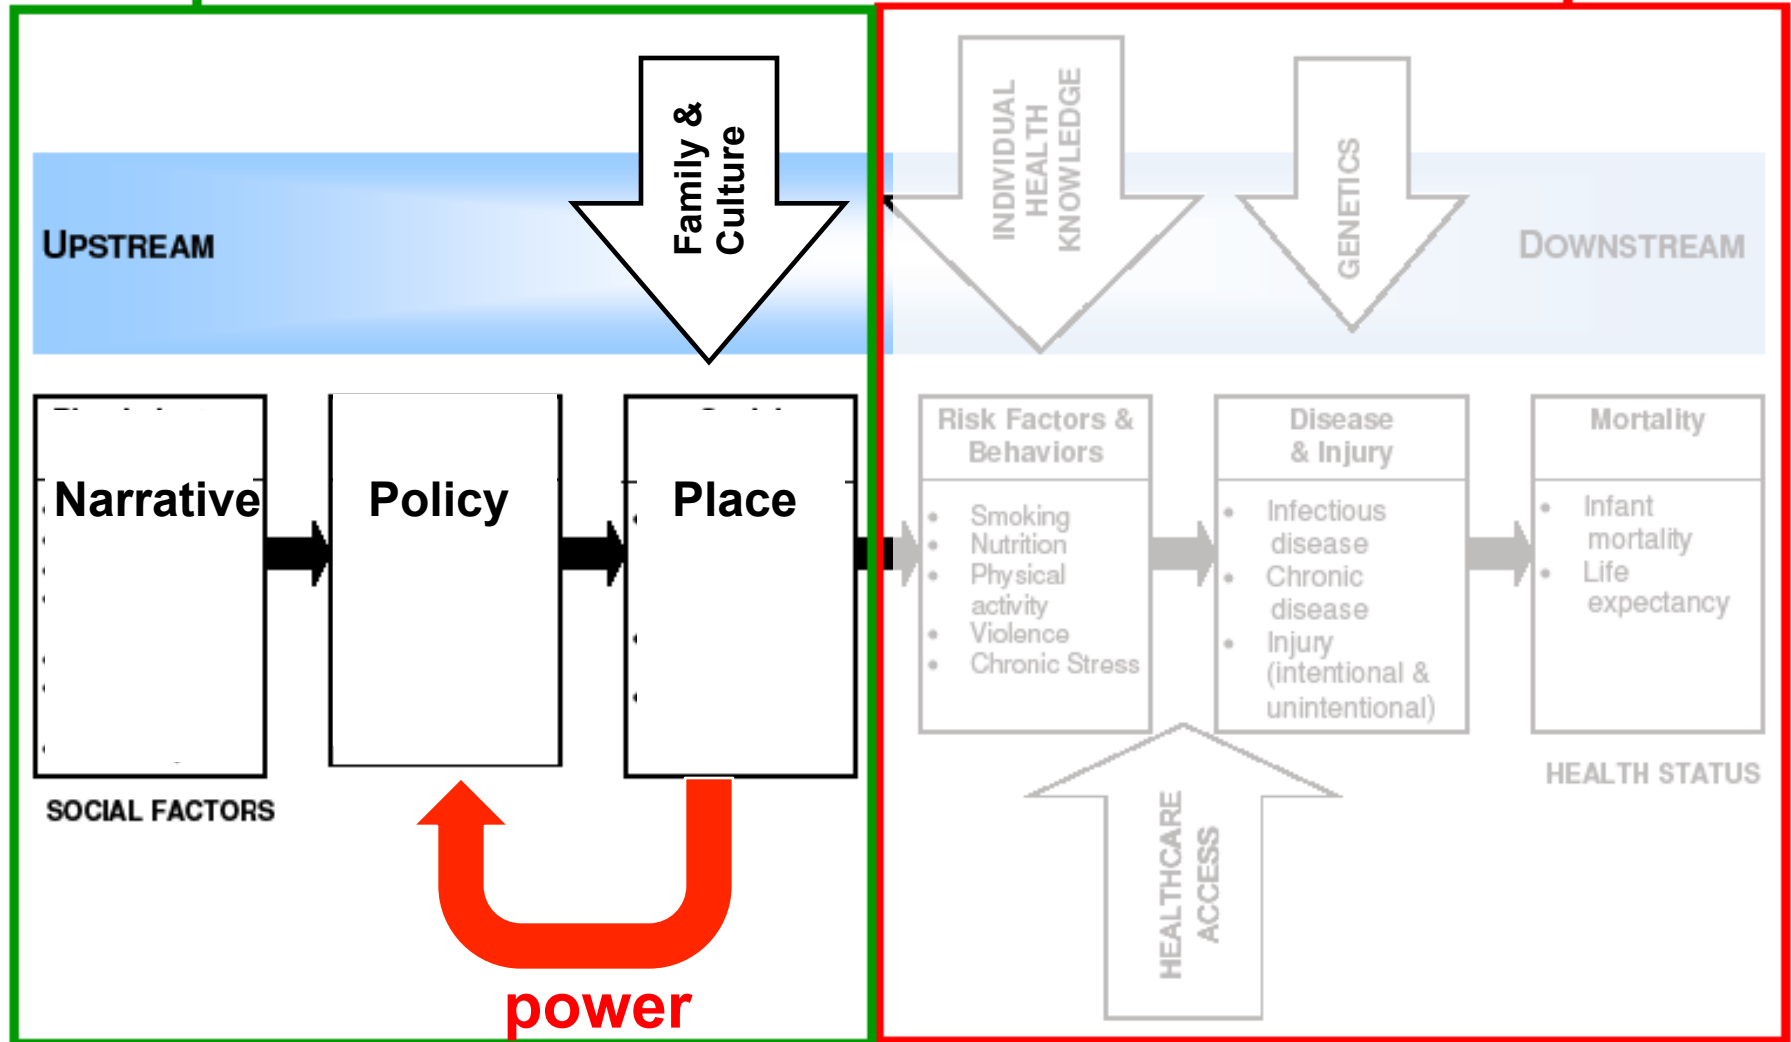 Family &
Culture
INDIVIDUAL
HEALTH
KNOWLEDGE
GENETICS
UPSTREAM
DOWNSTREAM
Narrative
Policy
Place
Risk Factors &
Behaviors
• Smoking
• Nutrition
• Physical
activity
• Violence
• Chronic Stress
Disease
& Injury
• Infectious
disease
• Chronic
disease
• Injury
(intentional &
unintentional)
Mortality
• Infant
mortality
• Life
expectancy
SOCIAL FACTORS
HEALTH STATUS
HEALTHCARE
ACCESS
power